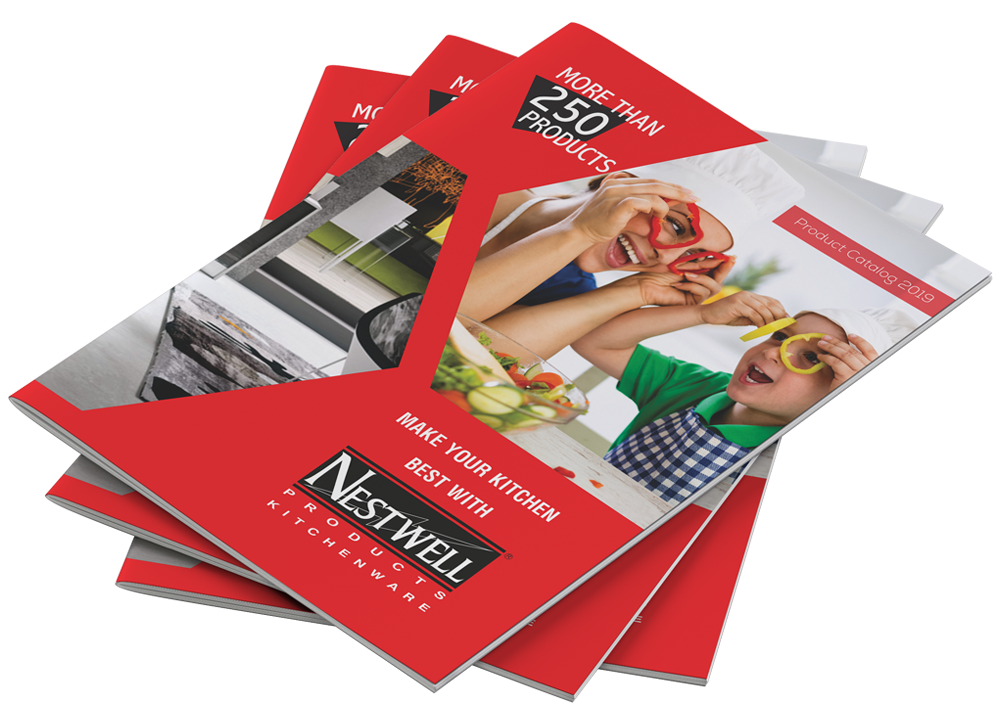 MORE THAN
250
PRODUCTS
Product Catalog 2019
MAKE YOUR KITCHEN
BEST WITH
NESTWELL®
PRODUCTS
KITCHENWARE
MO
MO